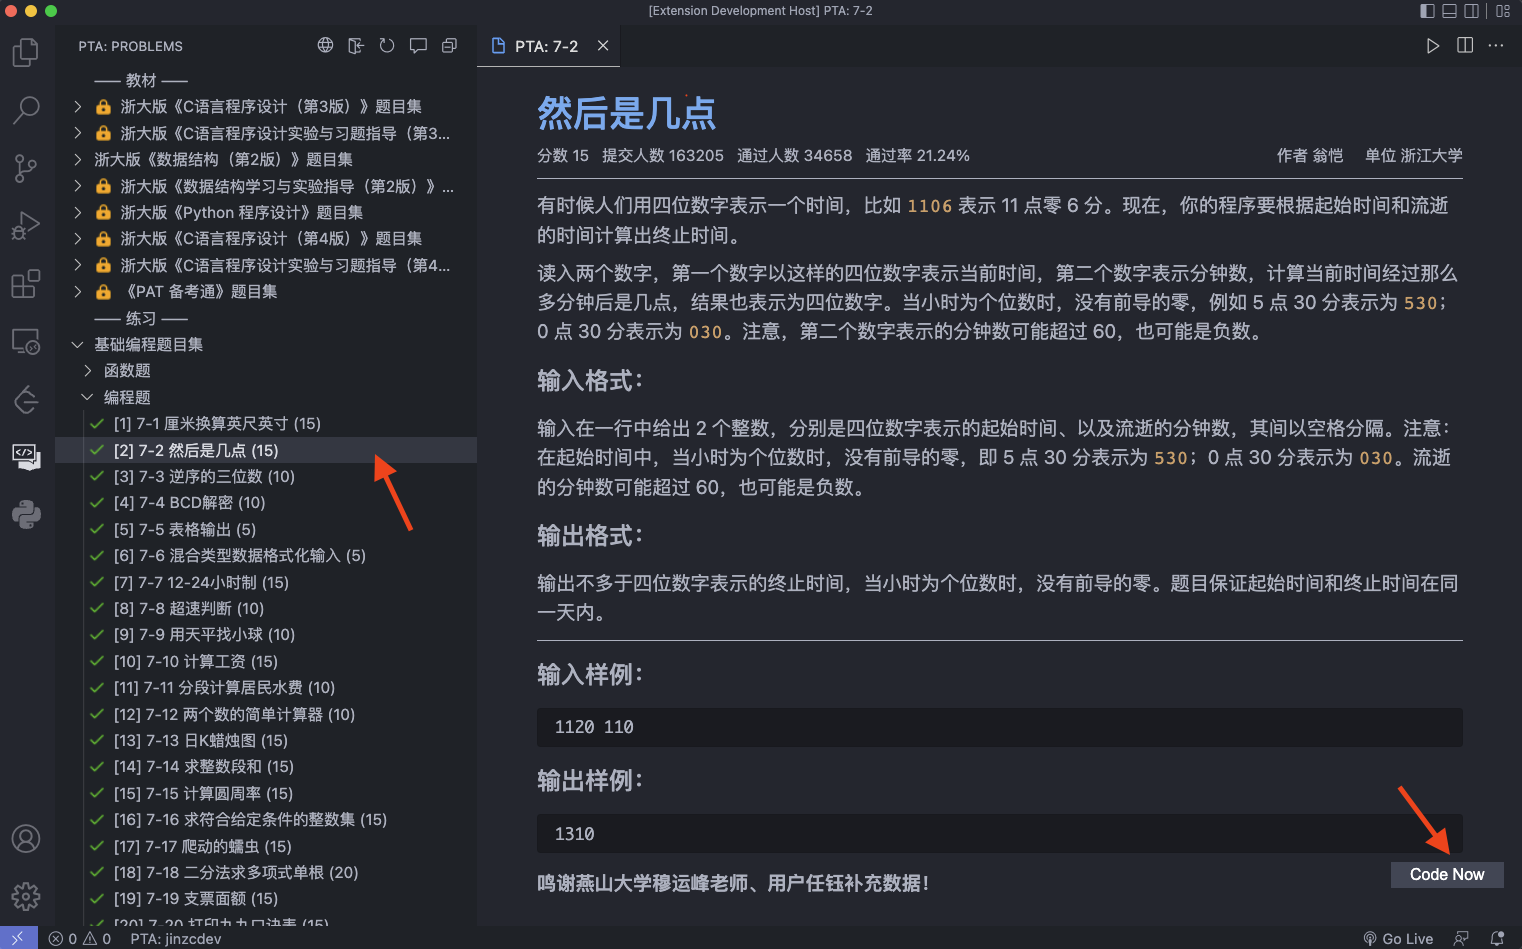 [Extension Development Host] PTA: 7-2
PTA: PROBLEMS
PTA: 7-2
—— 教材 ——
浙大版《C语言程序设计（第3版）》题目集
浙大版《C语言程序设计实验与习题指导（第3...
浙大版《数据结构（第2版）》题目集
浙大版《数据结构学习与实验指导（第2版）》...
浙大版《Python 程序设计》题目集
浙大版《C语言程序设计（第4版）》题目集
浙大版《C语言程序设计实验与习题指导（第4...
《PAT 备考通》题目集
—— 练习 ——
基础编程题目集
函数题
编程题
[1] 7-1 厘米换算英尺英寸 (15)
[2] 7-2 然后是几点 (15)
[3] 7-3 逆序的三位数 (10)
[4] 7-4 BCD解密 (10)
[5] 7-5 表格输出 (5)
[6] 7-6 混合类型数据格式化输入 (5)
[7] 7-7 12-24小时制 (15)
[8] 7-8 超速判断 (10)
[9] 7-9 用天平找小球 (10)
[10] 7-10 计算工资 (15)
[11] 7-11 分段计算居民水费 (10)
[12] 7-12 两个数的简单计算器 (10)
[13] 7-13 日K蜡烛图 (15)
[14] 7-14 求整数段和 (15)
[15] 7-15 计算圆周率 (15)
[16] 7-16 求符合给定条件的整数集 (15)
[17] 7-17 爬动的蠕虫 (15)
[18] 7-18 二分法求多项式单根 (20)
[19] 7-19 支票面额 (15)
[20] 7-20 打印九九口诀表 (15)
然后是几点
分数 15 提交人数 163205 通过人数 34658 通过率 21.24% 作者 翁恺 单位 浙江大学
有时候人们用四位数字表示一个时间，比如 1106 表示 11 点零 6 分。现在，你的程序要根据起始时间和流逝
的时间计算出终止时间。
读入两个数字，第一个数字以这样的四位数字表示当前时间，第二个数字表示分钟数，计算当前时间经过那么
多分钟后是几点，结果也表示为四位数字。当小时为个位数时，没有前导的零，例如 5 点 30 分表示为 530；
0 点 30 分表示为 030。注意，第二个数字表示的分钟数可能超过 60，也可能是负数。
输入格式：
输入在一行中给出 2 个整数，分别是四位数字表示的起始时间、以及流逝的分钟数，其间以空格分隔。注意：
在起始时间中，当小时为个位数时，没有前导的零，即 5 点 30 分表示为 530；0 点 30 分表示为 030。流逝
的分钟数可能超过 60，也可能是负数。
输出格式：
输出不多于四位数字表示的终止时间，当小时为个位数时，没有前导的零。题目保证起始时间和终止时间在同
一天内。
输入样例：
1120 110
输出样例：
1310
鸣谢燕山大学穆运峰老师、用户任钰补充数据！
Code Now
0 0 PTA: jinzcdev
Go Live